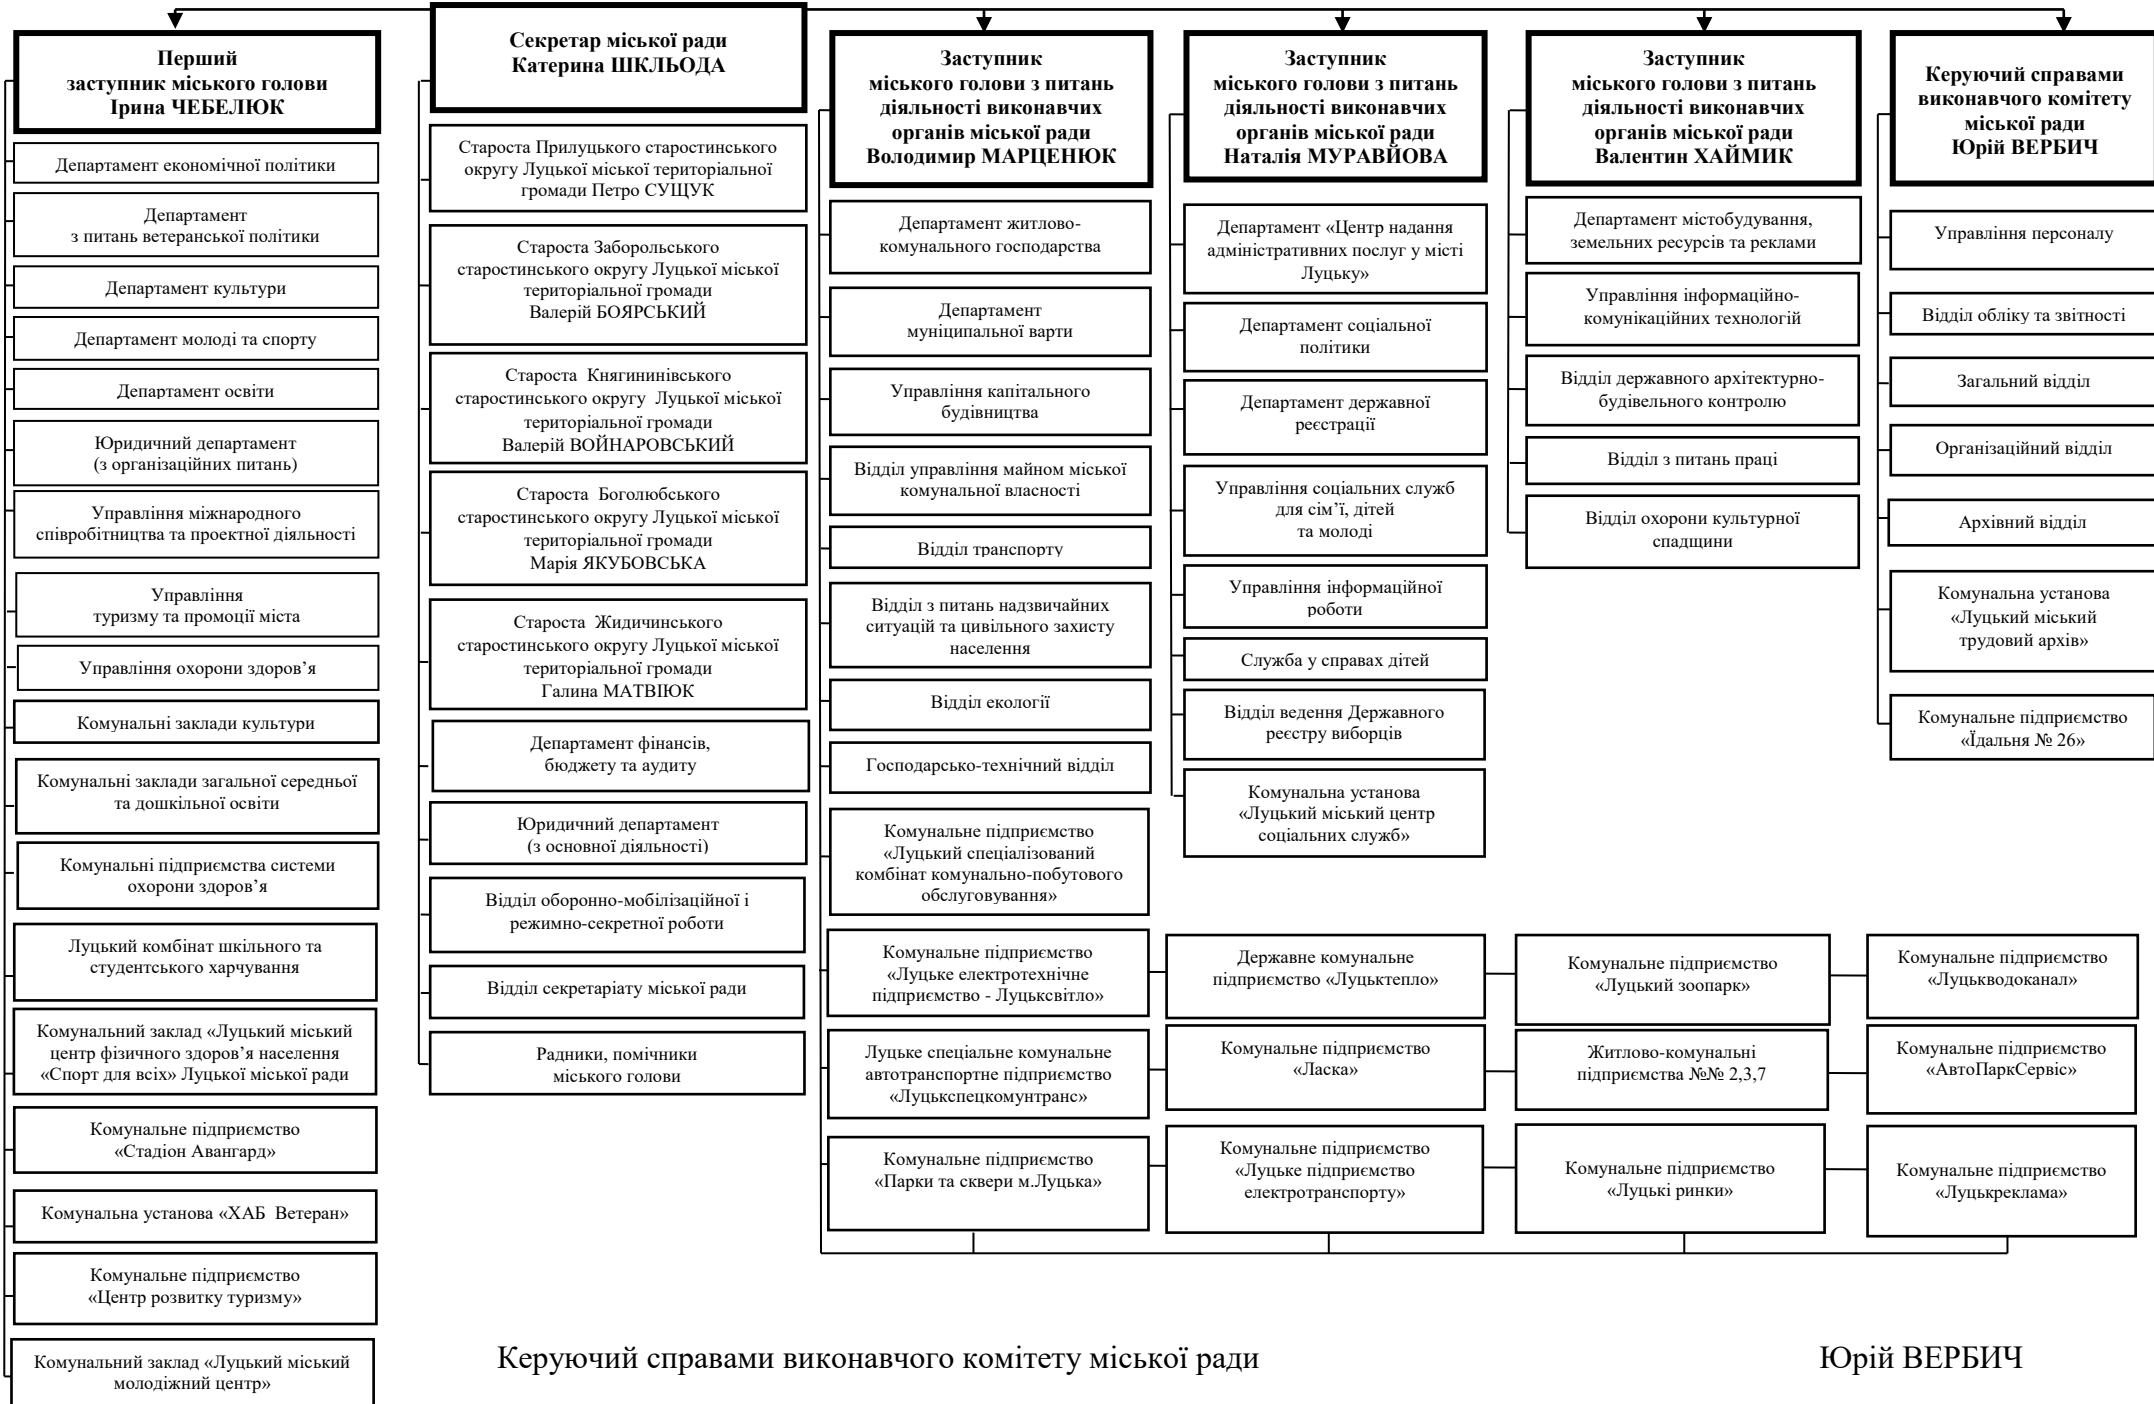 Перший
заступник міського голови
Ірина ЧЕБЕЛЮК
Департамент економічної політики
Департамент
з питань ветеранської політики
Департамент культури
Департамент молоді та спорту
Департамент освіти
Юридичний департамент
(з організаційних питань)
Управління міжнародного
співробітництва та проектної діяльності
Управління
туризму та промоції міста
Управління охорони здоров’я
Комунальні заклади культури
Комунальні заклади загальної середньої
та дошкільної освіти
Комунальні підприємства системи
охорони здоров’я
Луцький комбінат шкільного та
студентського харчування
Комунальний заклад «Луцький міський
центр фізичного здоров’я населення
«Спорт для всіх» Луцької міської ради
Комунальне підприємство
«Стадіон Авангард»
Комунальна установа «ХАБ Ветеран»
Комунальне підприємство
«Центр розвитку туризму»
Комунальний заклад «Луцький міський
молодіжний центр»
Секретар міської ради
Катерина ШКЛЬОДА
Староста Прилуцького старостинського
округу Луцької міської територіальної
громади Петро СУЩУК
Староста Заборольського
старостинського округу Луцької міської
територіальної громади
Валерій БОЯРСЬКИЙ
Староста Княгининівського
старостинського округу Луцької міської
територіальної громади
Валерій ВОЙНАРОВСЬКИЙ
Староста Боголюбського
старостинського округу Луцької міської
територіальної громади
Марія ЯКУБОВСЬКА
Староста Жидичинського
старостинського округу Луцької міської
територіальної громади
Галина МАТВІЮК
Департамент фінансів,
бюджету та аудиту
Юридичний департамент
(з основної діяльності)
Відділ оборонно-мобілізаційної і
режимно-секретної роботи
Відділ секретаріату міської ради
Радники, помічники
міського голови
Заступник
міського голови з питань
діяльності виконавчих
органів міської ради
Володимир МАРЦЕНЮК
Департамент житлово-
комунального господарства
Департамент
муніципальної варти
Управління капітального
будівництва
Відділ управління майном міської
комунальної власності
Відділ транспорту
Відділ з питань надзвичайних
ситуацій та цивільного захисту
населення
Відділ екології
Господарсько-технічний відділ
Комунальне підприємство
«Луцький спеціалізований
комбінат комунально-побутового
обслуговування»
Заступник
міського голови з питань
діяльності виконавчих
органів міської ради
Наталія МУРАВЙОВА
Департамент «Центр надання
адміністративних послуг у місті
Луцьку»
Департамент соціальної
політики
Департамент державної
реєстрації
Управління соціальних служб
для сім’ї, дітей
та молоді
Управління інформаційної
роботи
Служба у справах дітей
Відділ ведення Державного
реєстру виборців
Комунальна установа
«Луцький міський центр
соціальних служб»
Заступник
міського голови з питань
діяльності виконавчих
органів міської ради
Валентин ХАЙМИК
Департамент містобудування,
земельних ресурсів та реклами
Управління інформаційно-
комунікаційних технологій
Відділ державного архітектурно-
будівельного контролю
Відділ з питань праці
Відділ охорони культурної
спадщини
Керуючий справами
виконавчого комітету
міської ради
Юрій ВЕРБИЧ
Управління персоналу
Відділ обліку та звітності
Загальний відділ
Організаційний відділ
Архівний відділ
Комунальна установа
«Луцький міський
трудовий архів»
Комунальне підприємство
«Їдальня № 26»
Комунальне підприємство
«Луцьке електротехнічне
підприємство - Луцьксвітло»
Державне комунальне
підприємство «Луцьктепло»
Комунальне підприємство
«Луцький зоопарк»
Комунальне підприємство
«Луцькводоканал»
Луцьке спеціальне комунальне
автотранспортне підприємство
«Луцькспецкомунтранс»
Комунальне підприємство
«Ласка»
Житлово-комунальні
підприємства №№ 2,3,7
Комунальне підприємство
«АвтоПаркСервіс»
Комунальне підприємство
«Парки та сквери м.Луцька»
Комунальне підприємство
«Луцьке підприємство
електротранспорту»
Комунальне підприємство
«Луцькі ринки»
Комунальне підприємство
«Луцькреклама»
Керуючий справами виконавчого комітету міської ради Юрій ВЕРБИЧ